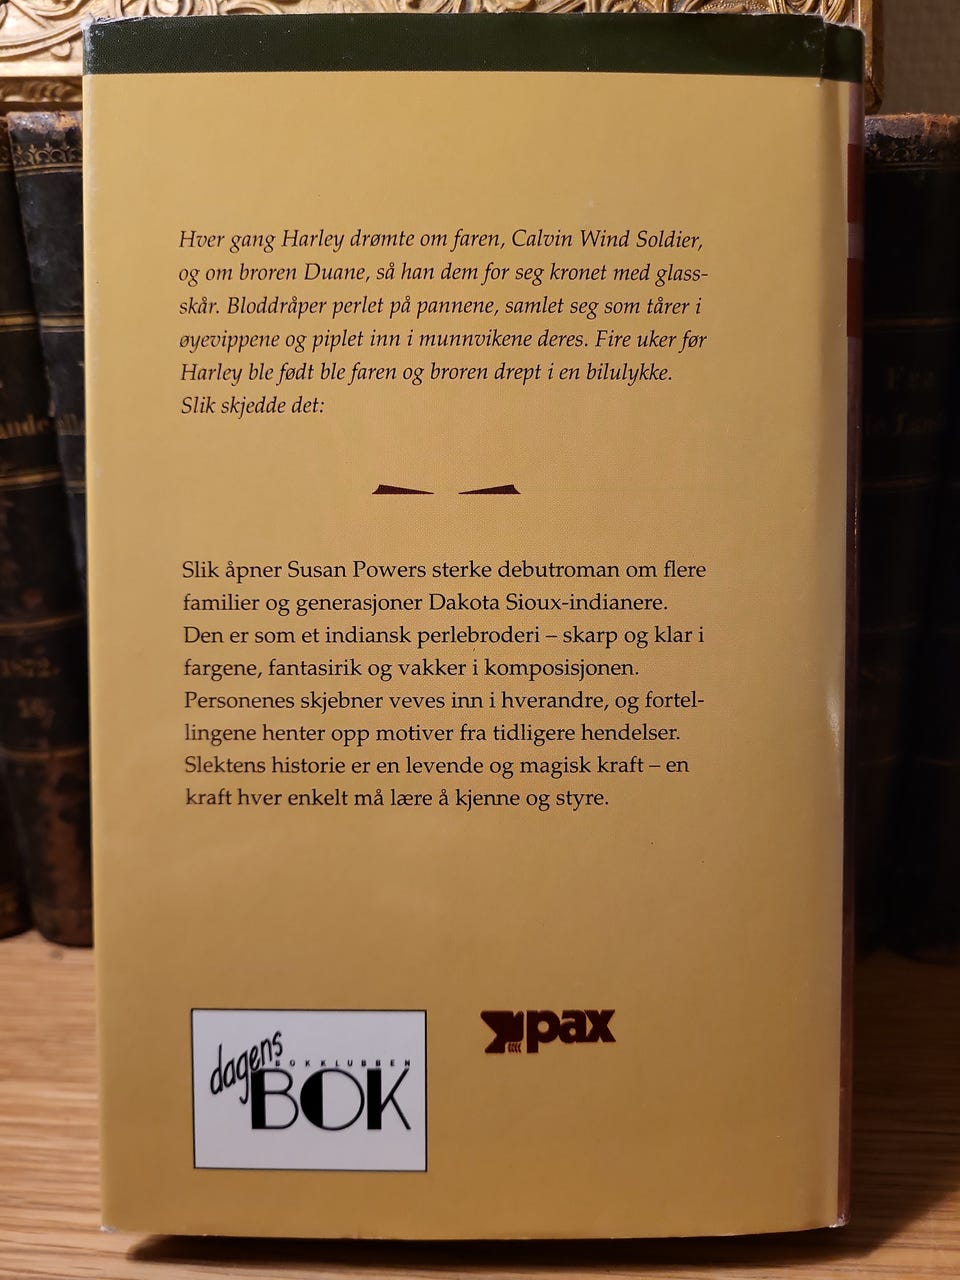 Hver gang Harley drømte om faren, Calvin Wind Soldier,
og om broren Duane, så han dem for seg kronet med glass-
skår. Bloddråper perlet på pannene, samlet seg som tårer i
øyevippene og piplet inn i munnvikene deres. Fire uker før
Harley ble født ble faren og broren drept i en bilulykke.
Slik skjedde det:
Slik åpner Susan Powers sterke debutroman om flere
familier og generasjoner Dakota Sioux-indianere.
Den er som et indiansk perlebroderi – skarp og klar i
fargene, fantasirik og vakker i komposisjonen.
Personenes skjebner veves inn i hverandre, og fortel-
lingene henter opp motiver fra tidligere hendelser.
Slektens historie er en levende og magisk kraft – en
kraft hver enkelt må lære å kjenne og styre.
dagens
BOKKLUBBEN
BOK
pax
1872.